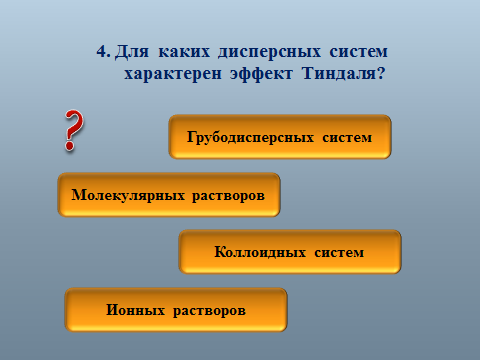 4. Для каких дисперсных систем
характерен эффект Тиндаля?
?
Грубодисперсных систем
Молекулярных растворов
Коллоидных систем
Ионных растворов